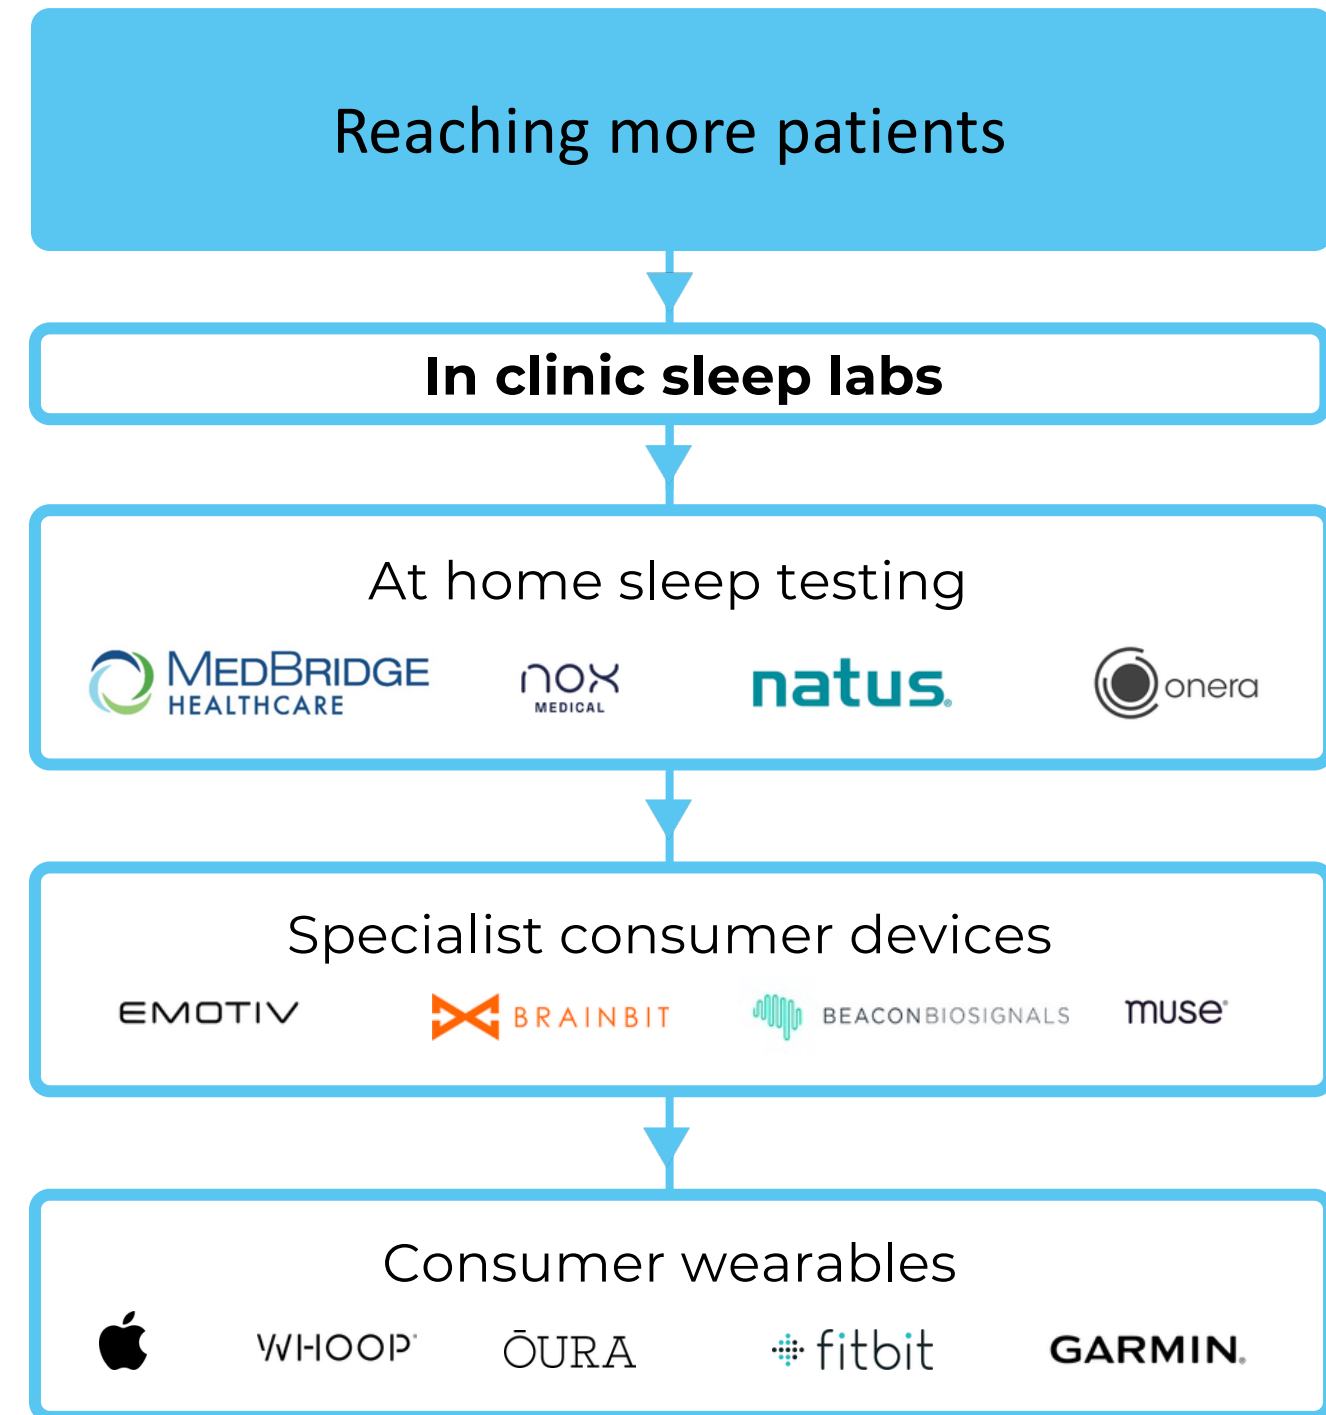 Reaching more patients
In clinic sleep labs
At home sleep testing
MEDBRIDGE
HEALTHCARE
nox
MEDICAL
natus.
onera
Specialist consumer devices
EMOTIV
BRAINBIT
BEACONBIOSIGNALS
muse®
Consumer wearables
WHOOP®
ŌURA
fitbit
GARMIN®